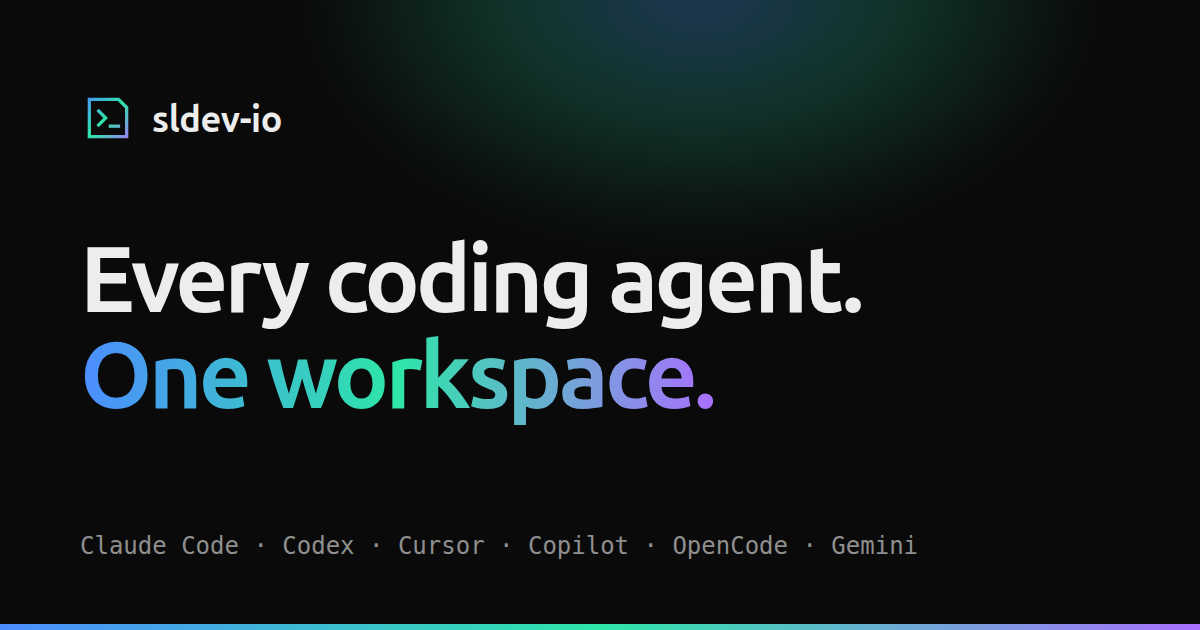 sldev-io
Every coding agent.
One workspace.
Claude Code · Codex · Cursor · Copilot · OpenCode · Gemini